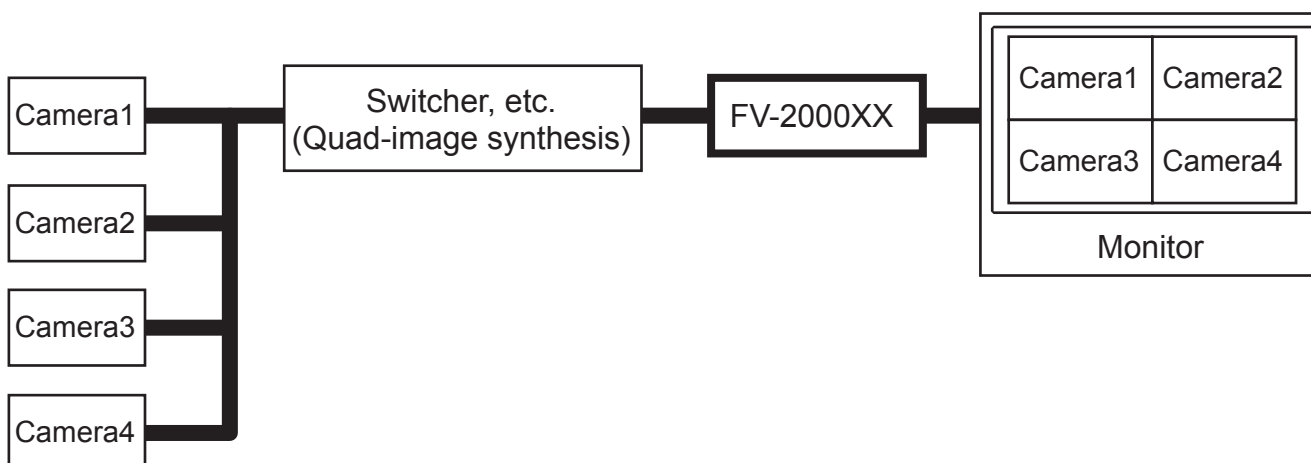 Camera1
Camera2
Camera3
Camera4
Switcher, etc.
(Quad-image synthesis)
FV-2000XX
Camera1 Camera2
Camera3 Camera4
Monitor